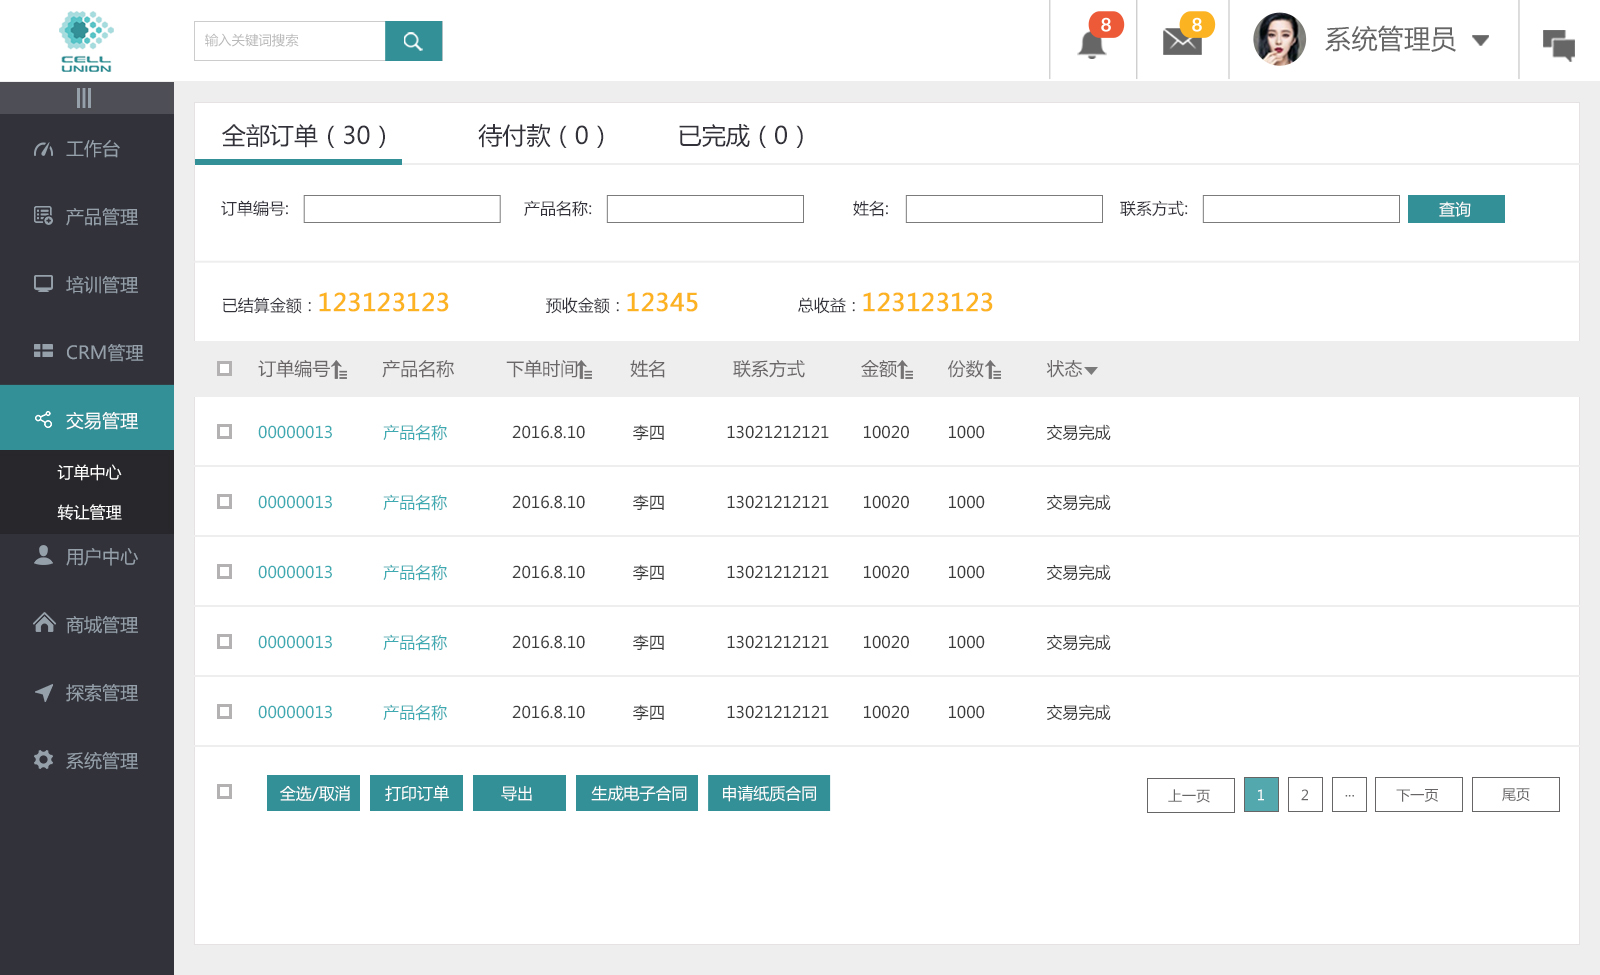 CELL
UNION
输入关键词搜索
8
8
系统管理员
工作台
产品管理
培训管理
CRM管理
交易管理
订单中心
转让管理
用户中心
商城管理
探索管理
系统管理
全部订单（30） 待付款（0） 已完成（0）
订单编号: 产品名称: 姓名: 联系方式: 查询
已结算金额：123123123 预收金额：12345 总收益：123123123
订单编号 产品名称 下单时间 姓名 联系方式 金额 份数 状态
00000013 产品名称 2016.8.10 李四 13021212121 10020 1000 交易完成
00000013 产品名称 2016.8.10 李四 13021212121 10020 1000 交易完成
00000013 产品名称 2016.8.10 李四 13021212121 10020 1000 交易完成
00000013 产品名称 2016.8.10 李四 13021212121 10020 1000 交易完成
00000013 产品名称 2016.8.10 李四 13021212121 10020 1000 交易完成
全选/取消 打印订单 导出 生成电子合同 申请纸质合同 上一页 1 2 ... 下一页 尾页